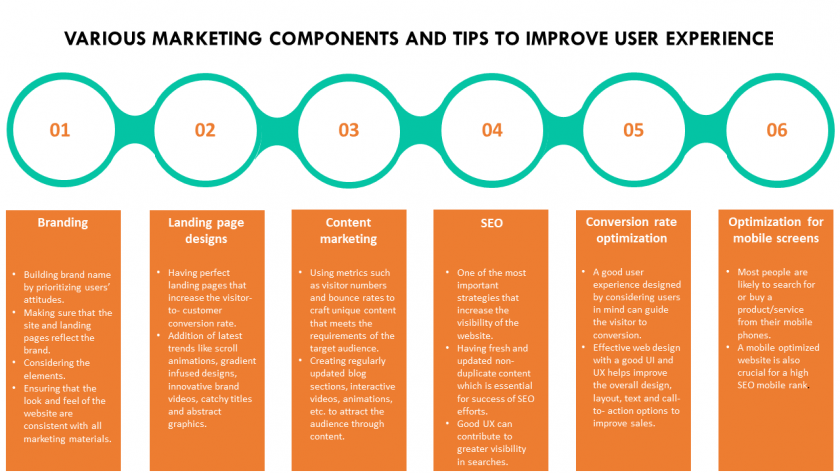 VARIOUS MARKETING COMPONENTS AND TIPS TO IMPROVE USER EXPERIENCE
01
02
03
04
05
06
Branding
• Building brand name
by prioritizing users'
attitudes.
• Making sure that the
site and landing
pages reflect the
brand.
• Considering the
elements.
• Ensuring that the
look and feel of the
website are
consistent with all
marketing materials.
Landing page
designs
• Having perfect
landing pages that
increase the visitor-
to- customer
conversion rate.
• Addition of latest
trends like scroll
animations, gradient
infused designs,
innovative brand
videos, catchy titles
and abstract
graphics.
Content
marketing
• Using metrics such
as visitor numbers
and bounce rates to
craft unique content
that meets the
requirements of the
target audience.
• Creating regularly
updated blog
sections, interactive
videos, animations,
etc. to attract the
audience through
content.
SEO
• One of the most
important
strategies that
increase the
visibility of the
website.
• Having fresh and
updated non-
duplicate content
which is essential
for success of SEO
efforts.
• Good UX can
contribute to
greater visibility
in searches.
Conversion rate
optimization
• A good user
experience designed
by considering users
in mind can guide
the visitor to
conversion.
• Effective web design
with a good UI and
UX helps improve
the overall design,
layout, text and call-
to- action options to
improve sales.
Optimization for
mobile screens
• Most people are
likely to search for
or buy a
product/service
from their mobile
phones.
• A mobile optimized
website is also
crucial for a high
SEO mobile rank.